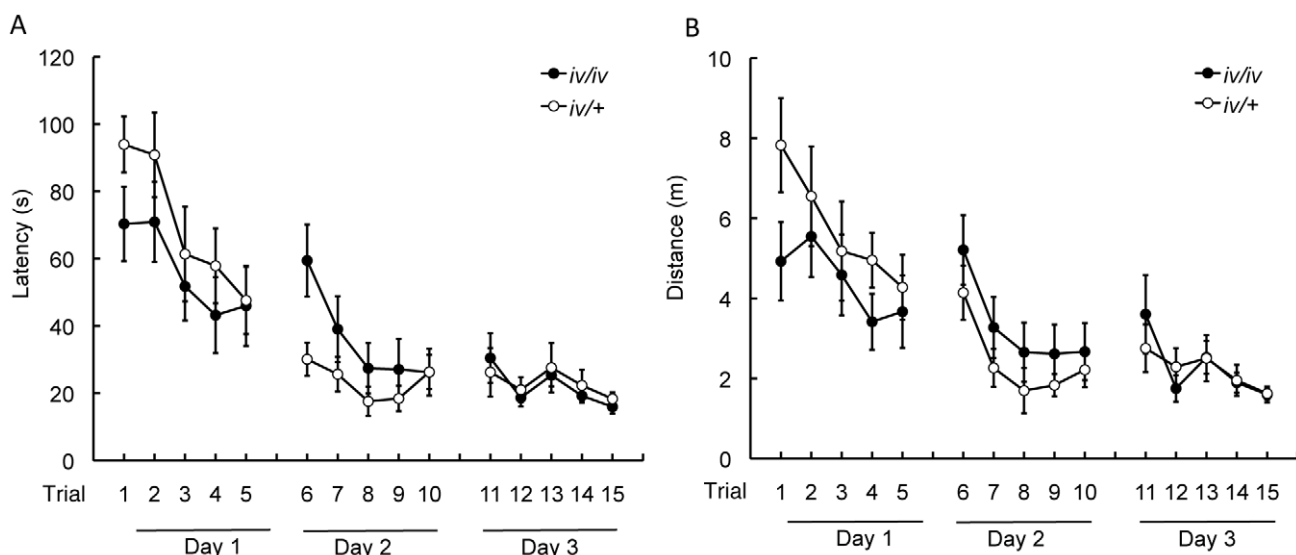 A
120
100
80
60
40
20
0
Latency (s)
iv/iv
iv/+
Trial 1 2 3 4 5 6 7 8 9 10 11 12 13 14 15
Day 1 Day 2 Day 3
B
10
8
6
4
2
0
Distance (m)
iv/iv
iv/+
Trial 1 2 3 4 5 6 7 8 9 10 11 12 13 14 15
Day 1 Day 2 Day 3